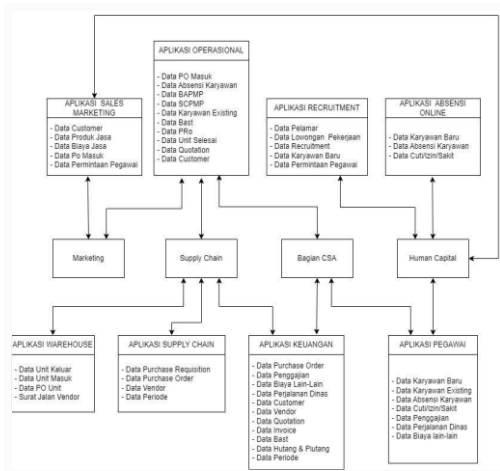 APLIKASI OPERASIONAL
- Data PO Masuk
- Data Absensi Karyawan
- Data BAPMP
- Data SCPMP
- Data Karyawan Existing
- Data Bast
- Data PRo
- Data Unit Selesai
- Data Quotation
- Data Customer
APLIKASI SALES
MARKETING
- Data Customer
- Data Produk Jasa
- Data Biaya Jasa
- Data Po Masuk
- Data Permintaan Pegawai
APLIKASI RECRUITMENT
- Data Pelamar
- Data Lowongan Pekerjaan
- Data Recruitment
- Data Karyawan Baru
- Data Permintaan Pegawai
APLIKASI ABSENSI
ONLINE
- Data Karyawan Baru
- Data Absensi Karyawan
- Data Cuti/Izin/Sakit
Marketing
Supply Chain
Bagian CSA
Human Capital
APLIKASI WAREHOUSE
- Data Unit Keluar
- Data Unit Masuk
- Data PO Unit
- Surat Jalan Vendor
APLIKASI SUPPLY CHAIN
- Data Purchase Requisition
- Data Purchase Order
- Data Vendor
- Data Periode
APLIKASI KEUANGAN
- Data Purchase Order
- Data Penggajian
- Data Biaya Lain-Lain
- Data Perjalanan Dinas
- Data Customer
- Data Vendor
- Data Quotation
- Data Invoice
- Data Bast
- Data Hutang & Piutang
- Data Periode
APLIKASI PEGAWAI
- Data Karyawan Baru
- Data Karyawan Existing
- Data Absensi Karyawan
- Data Cuti/Izin/Sakit
- Data Penggajian
- Data Perjalanan Dinas
- Data Biaya lain-lain